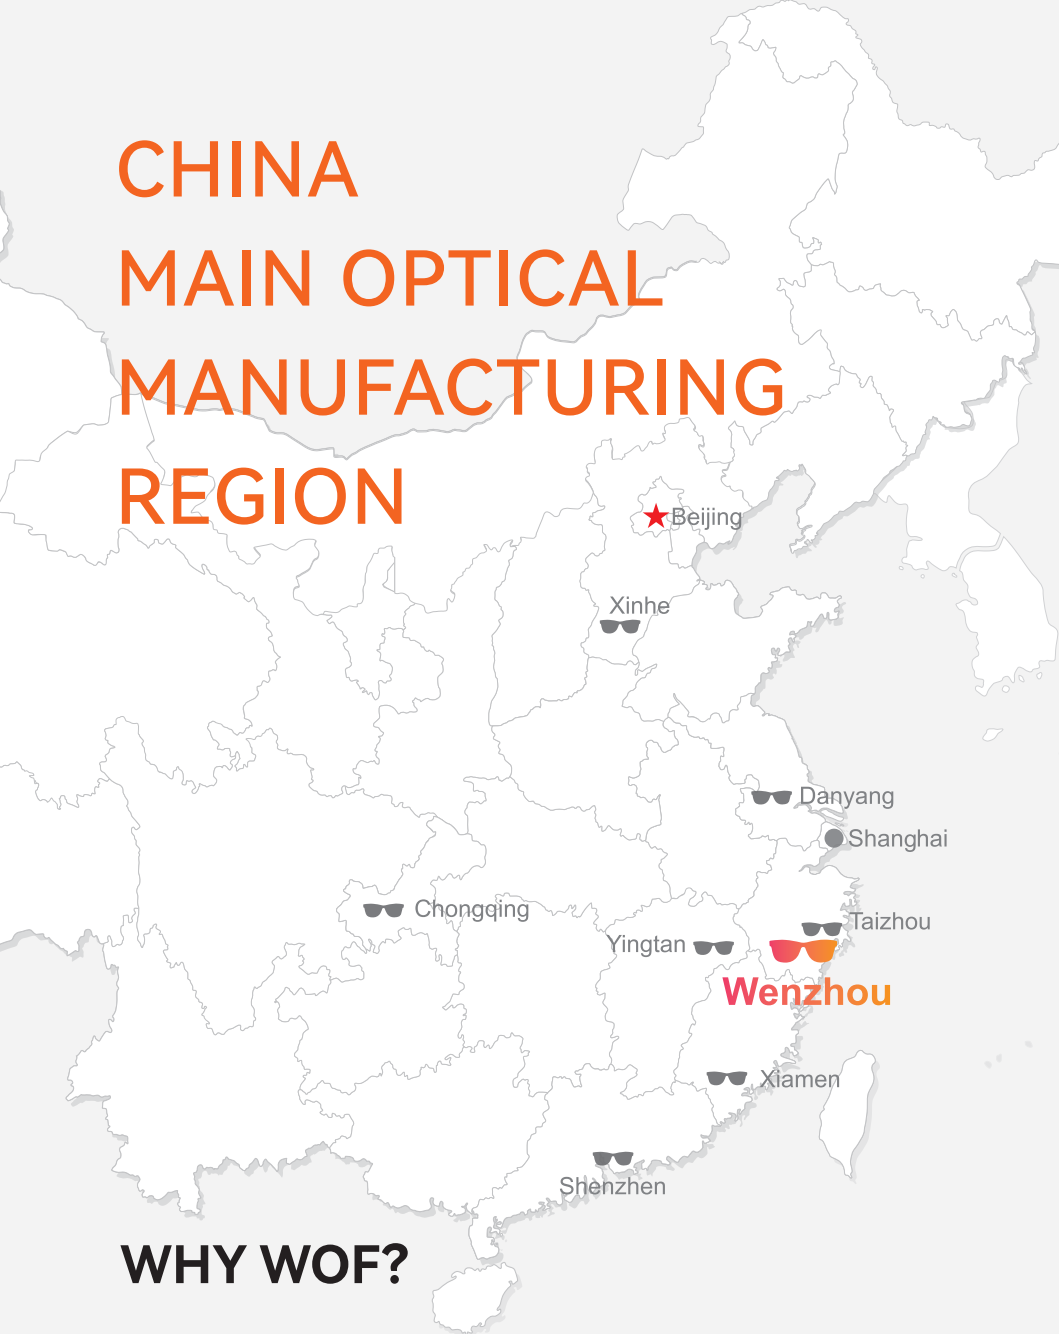 CHINA
MAIN OPTICAL
MANUFACTURING
REGION
Beijing
Xinhe
Danyang
Shanghai
Chongqing
Taizhou
Yingtan
Wenzhou
Xiamen
Shenzhen
WHY WOF?